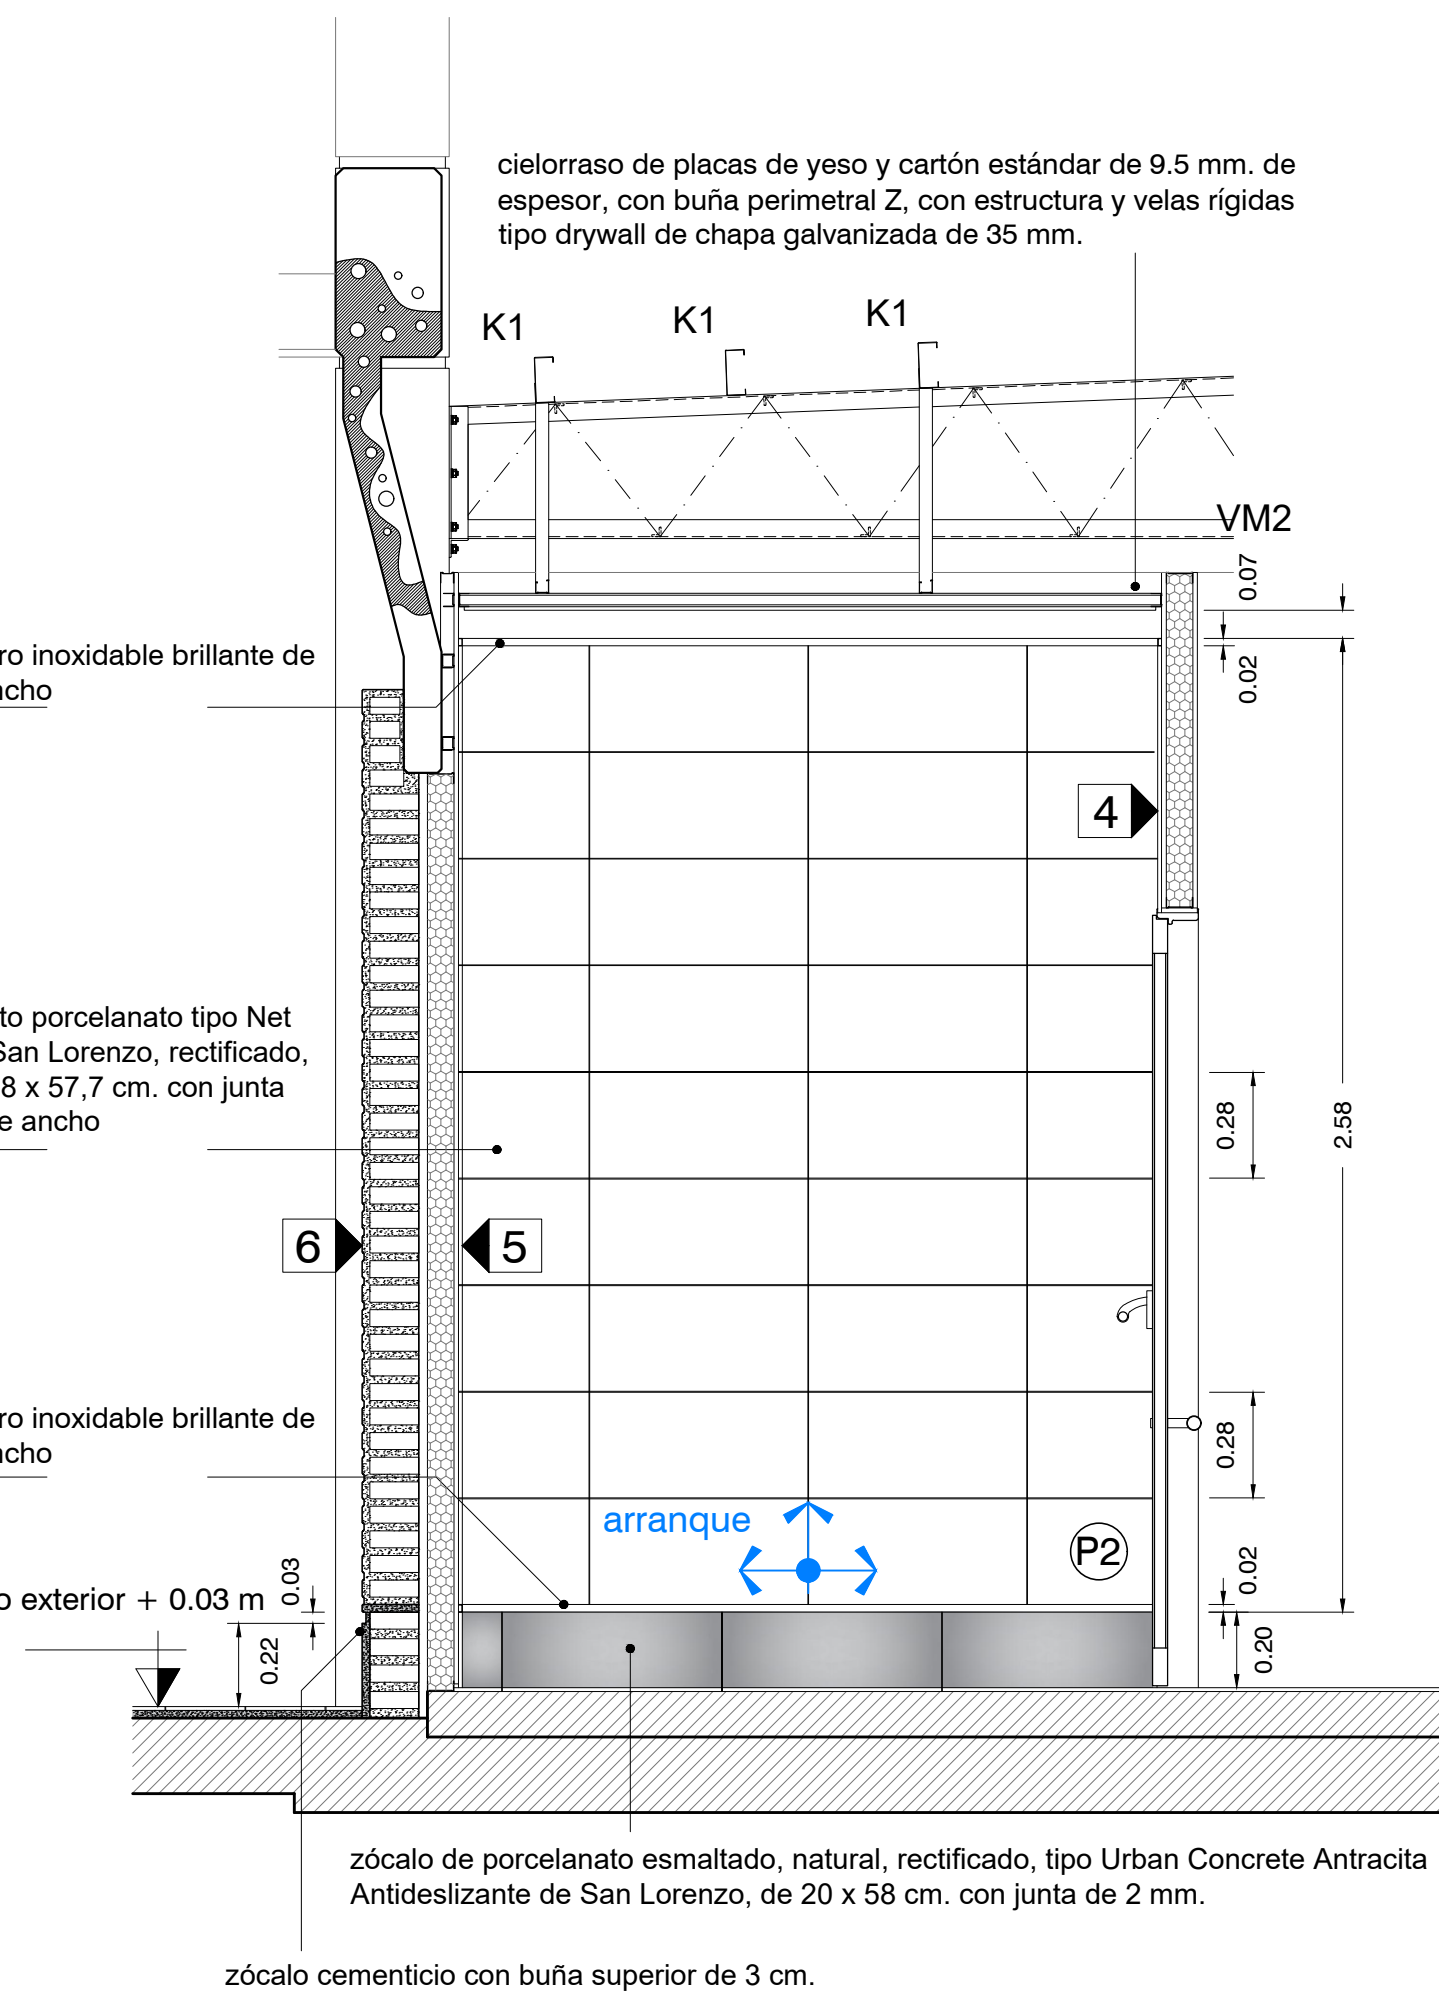 cielorraso de placas de yeso y cartón estándar de 9.5 mm. de
espesor, con buña perimetral Z, con estructura y velas rígidas
tipo drywall de chapa galvanizada de 35 mm.
K1
K1
K1
VM2
0.07
0.02
ro inoxidable brillante de
ncho
4
to porcelanato tipo Net
San Lorenzo, rectificado,
8 x 57,7 cm. con junta
e ancho
0.28
2.58
6
5
ro inoxidable brillante de
ncho
0.28
arranque
P2
0.02
o exterior + 0.03 m
0.03
0.22
0.20
zócalo de porcelanato esmaltado, natural, rectificado, tipo Urban Concrete Antracita
Antideslizante de San Lorenzo, de 20 x 58 cm. con junta de 2 mm.
zócalo cementicio con buña superior de 3 cm.